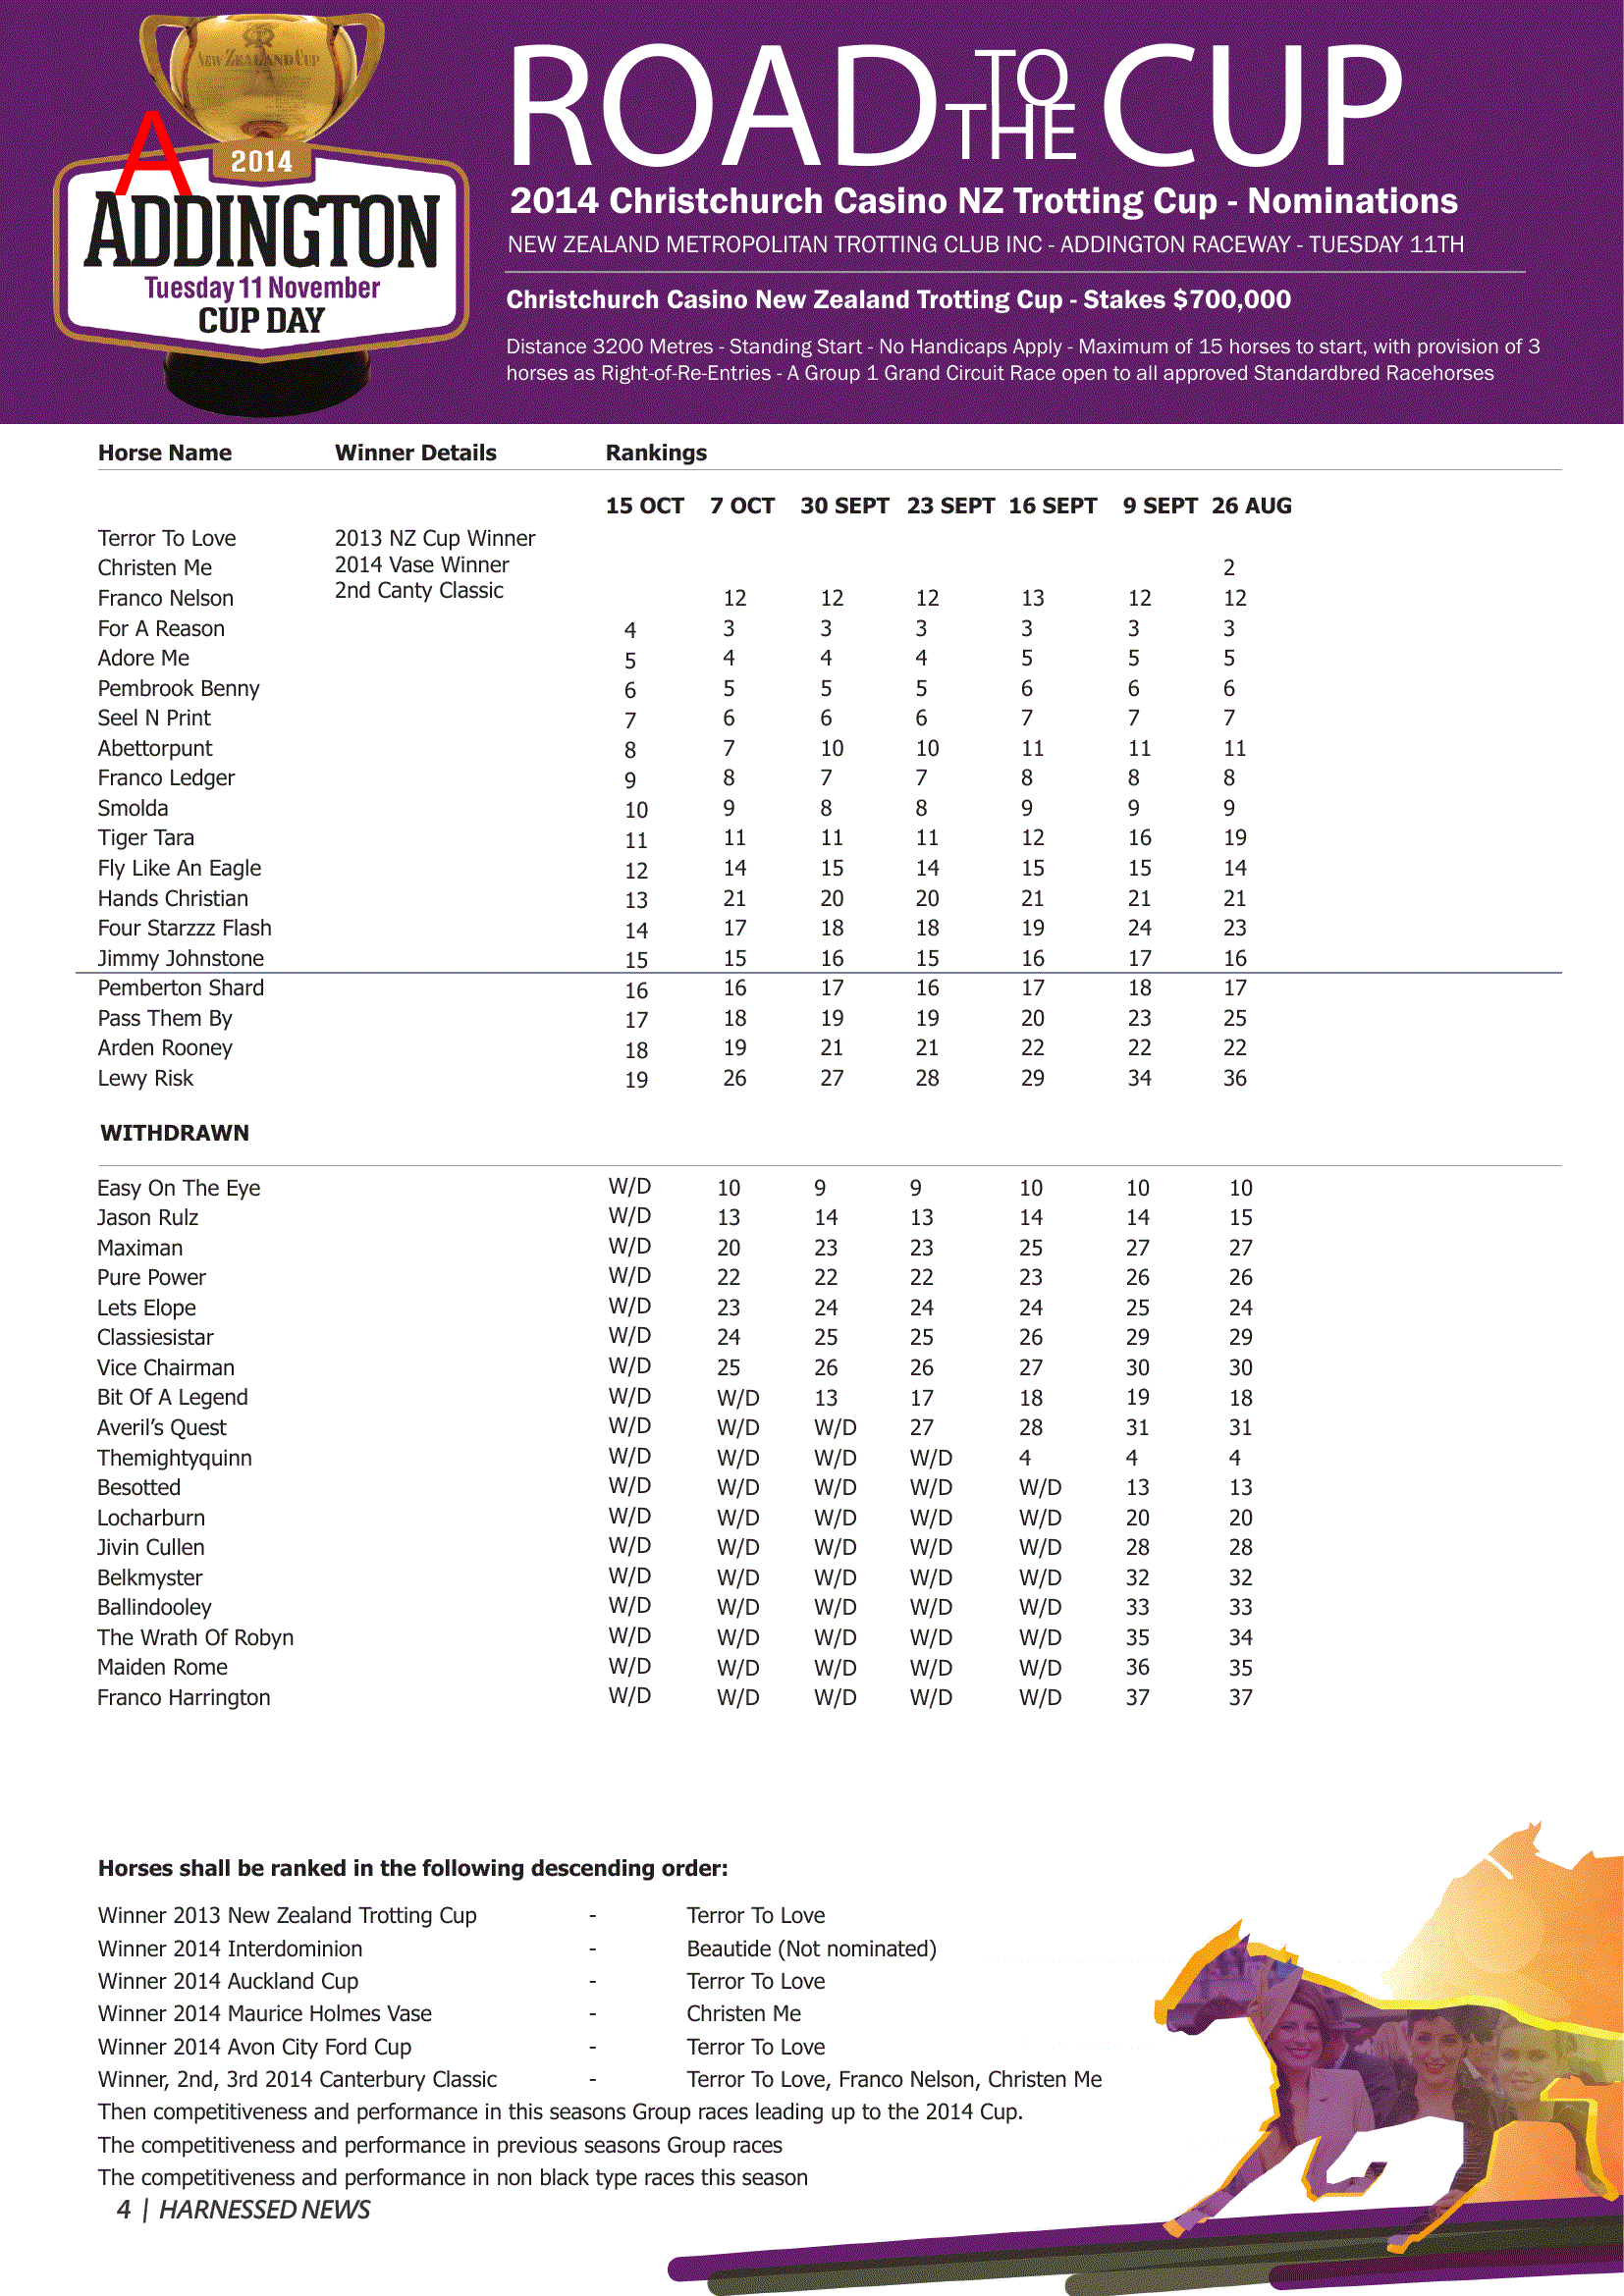 NEW ZEALAND CUP
A
2014
ADDINGTON
Tuesday 11 November
CUP DAY
ROAD TO THE CUP
2014 Christchurch Casino NZ Trotting Cup - Nominations
NEW ZEALAND METROPOLITAN TROTTING CLUB INC - ADDINGTON RACEWAY - TUESDAY 11TH
Christchurch Casino New Zealand Trotting Cup - Stakes $700,000
Distance 3200 Metres - Standing Start - No Handicaps Apply - Maximum of 15 horses to start, with provision of 3
horses as Right-of-Re-Entries - A Group 1 Grand Circuit Race open to all approved Standardbred Racehorses
Horse Name Winner Details Rankings
15 OCT 7 OCT 30 SEPT 23 SEPT 16 SEPT 9 SEPT 26 AUG
Terror To Love 2013 NZ Cup Winner
Christen Me 2014 Vase Winner 2
Franco Nelson 2nd Canty Classic 12 12 12 13 12 12
For A Reason 4 3 3 3 3 3 3
Adore Me 5 4 4 4 5 5 5
Pembrook Benny 6 5 5 5 6 6 6
Seel N Print 7 6 6 6 7 7 7
Abettorpunt 8 7 10 10 11 11 11
Franco Ledger 9 8 7 7 8 8 8
Smolda 10 9 8 8 9 9 9
Tiger Tara 11 11 11 11 12 16 19
Fly Like An Eagle 12 14 15 14 15 15 14
Hands Christian 13 21 20 20 21 21 21
Four Starzzz Flash 14 17 18 18 19 24 23
Jimmy Johnstone 15 15 16 15 16 17 16
Pemberton Shard 16 16 17 16 17 18 17
Pass Them By 17 18 19 19 20 23 25
Arden Rooney 18 19 21 21 22 22 22
Lewy Risk 19 26 27 28 29 34 36
WITHDRAWN
Easy On The Eye W/D 10 9 9 10 10 10
Jason Rulz W/D 13 14 13 14 14 15
Maximan W/D 20 23 23 25 27 27
Pure Power W/D 22 22 22 23 26 26
Lets Elope W/D 23 24 24 24 25 24
Classiesistar W/D 24 25 25 26 29 29
Vice Chairman W/D 25 26 26 27 30 30
Bit Of A Legend W/D W/D 13 17 18 19 18
Averil’s Quest W/D W/D W/D 27 28 31 31
Themightyquinn W/D W/D W/D W/D 4 4 4
Besotted W/D W/D W/D W/D W/D 13 13
Locharburn W/D W/D W/D W/D W/D 20 20
Jivin Cullen W/D W/D W/D W/D W/D 28 28
Belkmyster W/D W/D W/D W/D W/D 32 32
Ballindooley W/D W/D W/D W/D W/D 33 33
The Wrath Of Robyn W/D W/D W/D W/D W/D 35 34
Maiden Rome W/D W/D W/D W/D W/D 36 35
Franco Harrington W/D W/D W/D W/D W/D 37 37
Horses shall be ranked in the following descending order:
Winner 2013 New Zealand Trotting Cup - Terror To Love
Winner 2014 Interdominion - Beautide (Not nominated)
Winner 2014 Auckland Cup - Terror To Love
Winner 2014 Maurice Holmes Vase - Christen Me
Winner 2014 Avon City Ford Cup - Terror To Love
Winner, 2nd, 3rd 2014 Canterbury Classic - Terror To Love, Franco Nelson, Christen Me
Then competitiveness and performance in this seasons Group races leading up to the 2014 Cup.
The competitiveness and performance in previous seasons Group races
The competitiveness and performance in non black type races this season
4 | HARNESSED NEWS